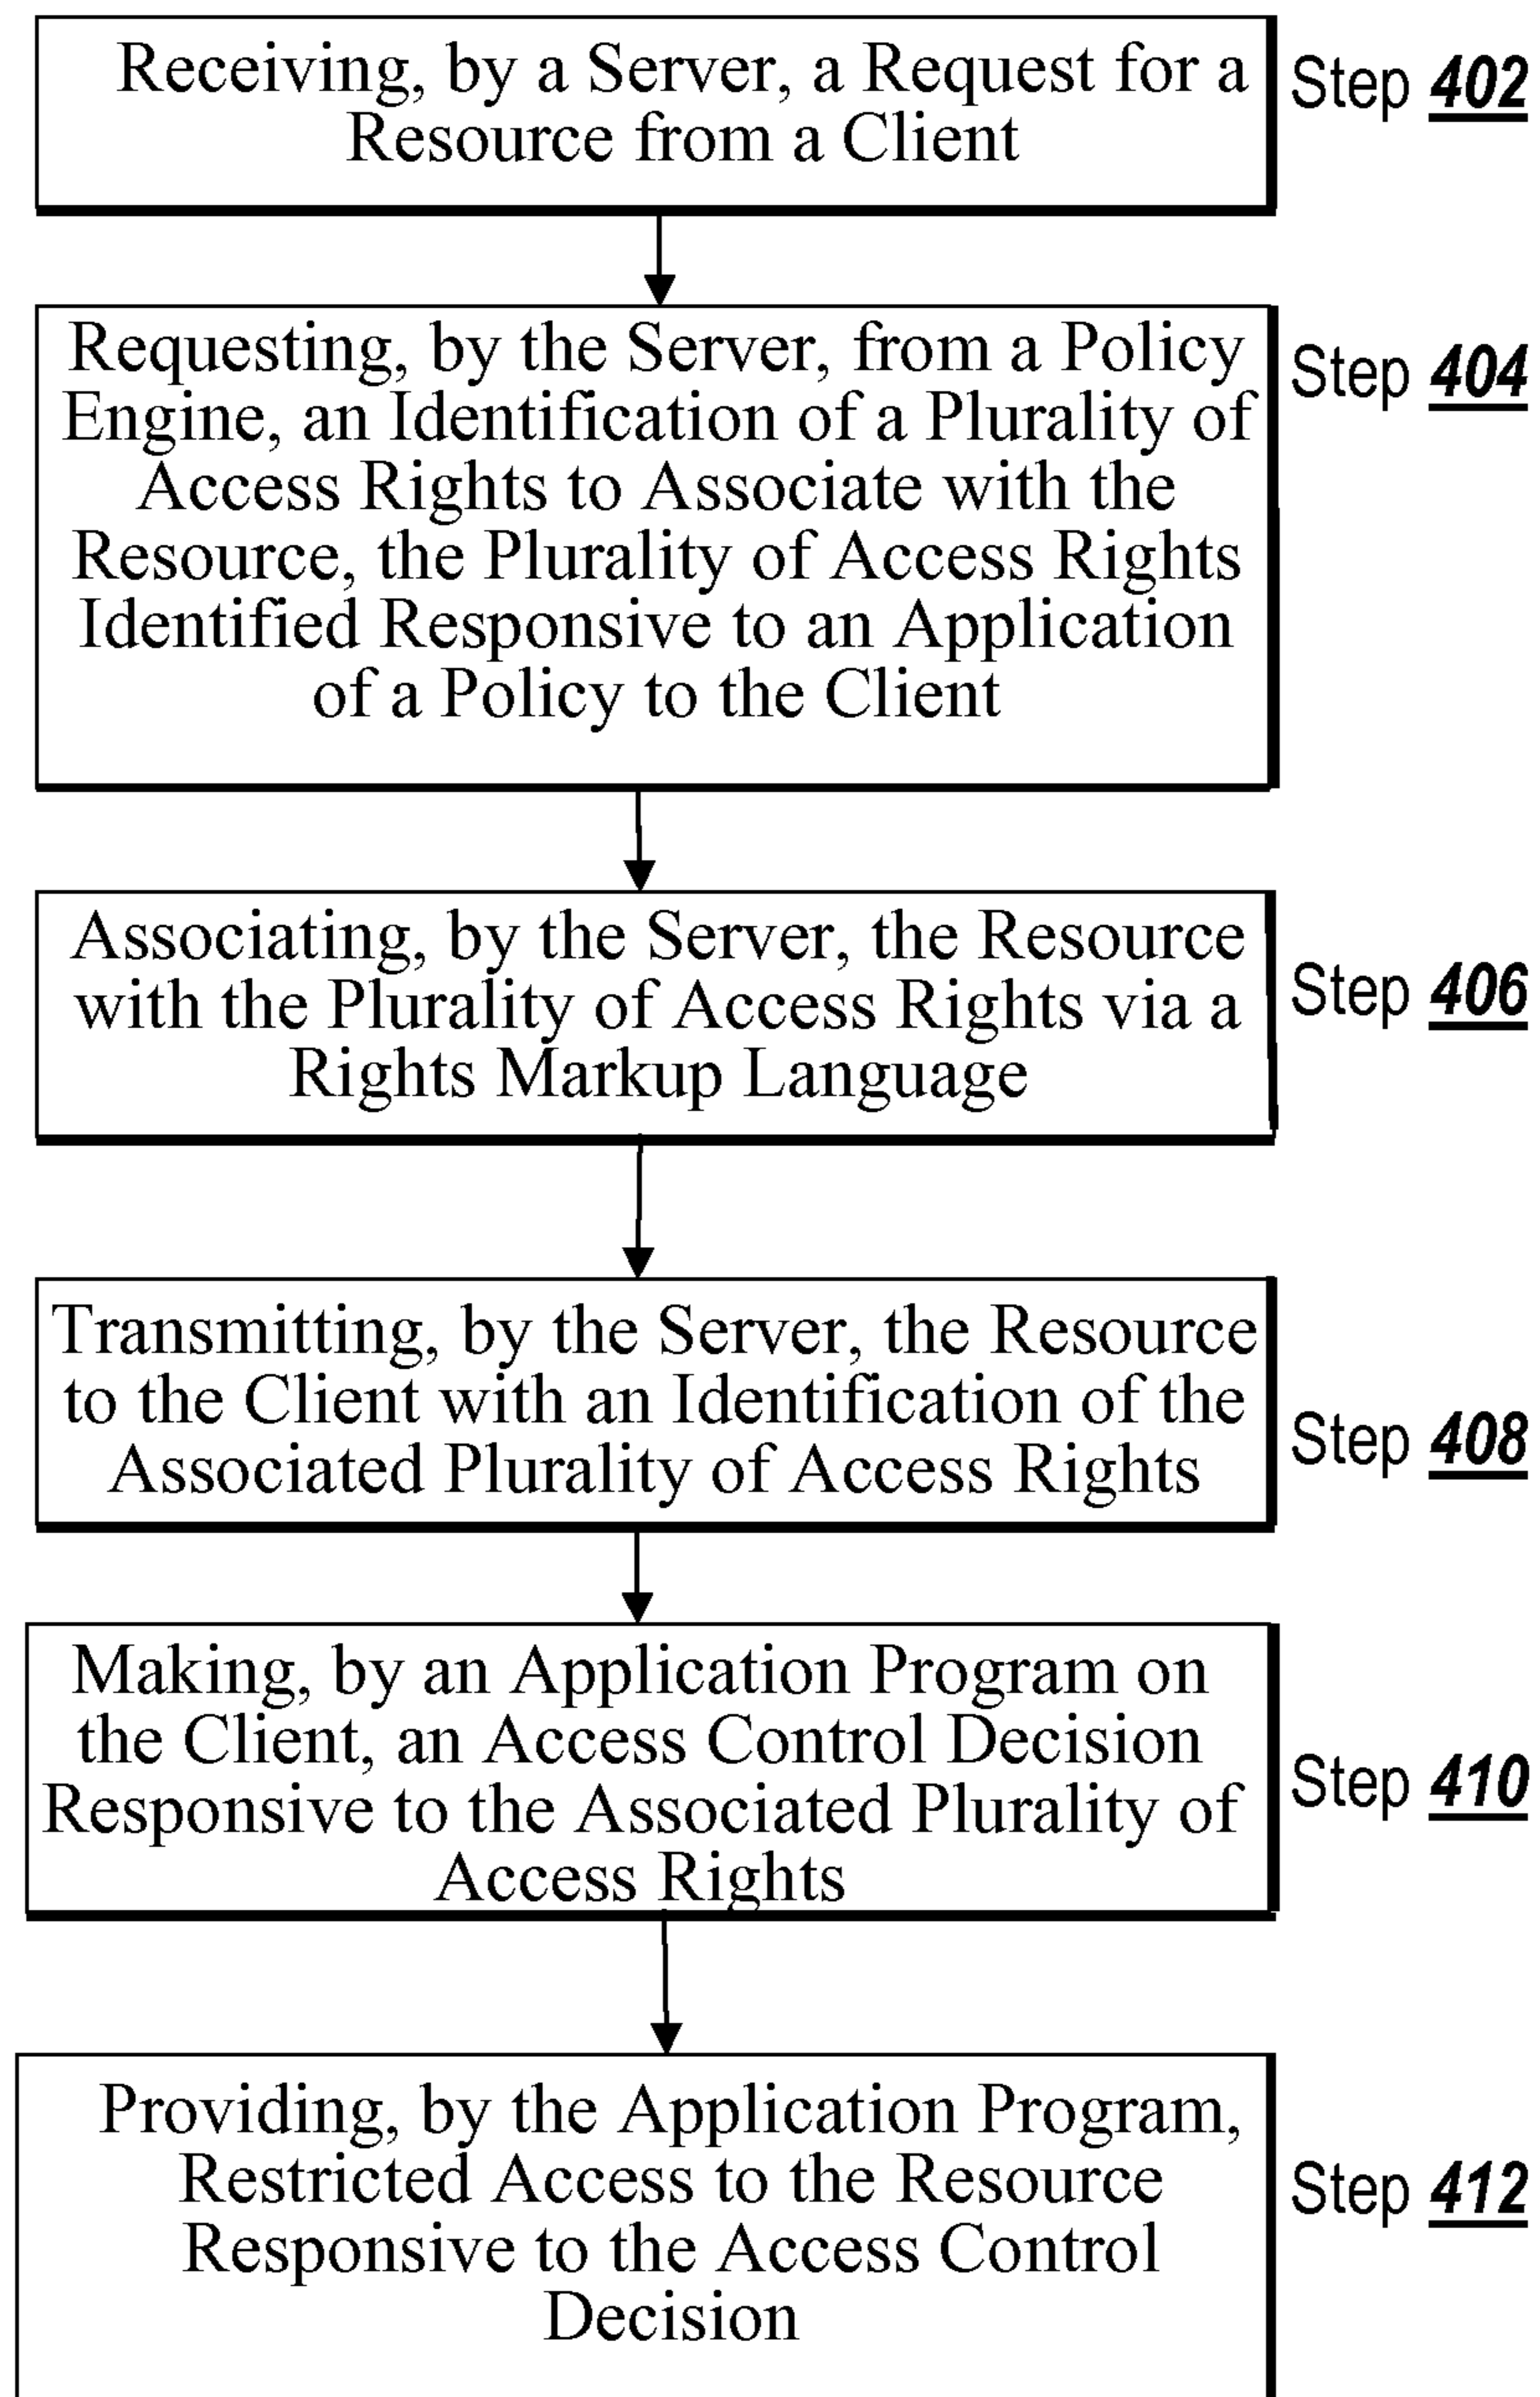 Receiving, by a Server, a Request for a
Resource from a Client
Step 402
Requesting, by the Server, from a Policy
Engine, an Identification of a Plurality of
Access Rights to Associate with the
Resource, the Plurality of Access Rights
Identified Responsive to an Application
of a Policy to the Client
Step 404
Associating, by the Server, the Resource
with the Plurality of Access Rights via a
Rights Markup Language
Step 406
Transmitting, by the Server, the Resource
to the Client with an Identification of the
Associated Plurality of Access Rights
Step 408
Making, by an Application Program on
the Client, an Access Control Decision
Responsive to the Associated Plurality of
Access Rights
Step 410
Providing, by the Application Program,
Restricted Access to the Resource
Responsive to the Access Control
Decision
Step 412